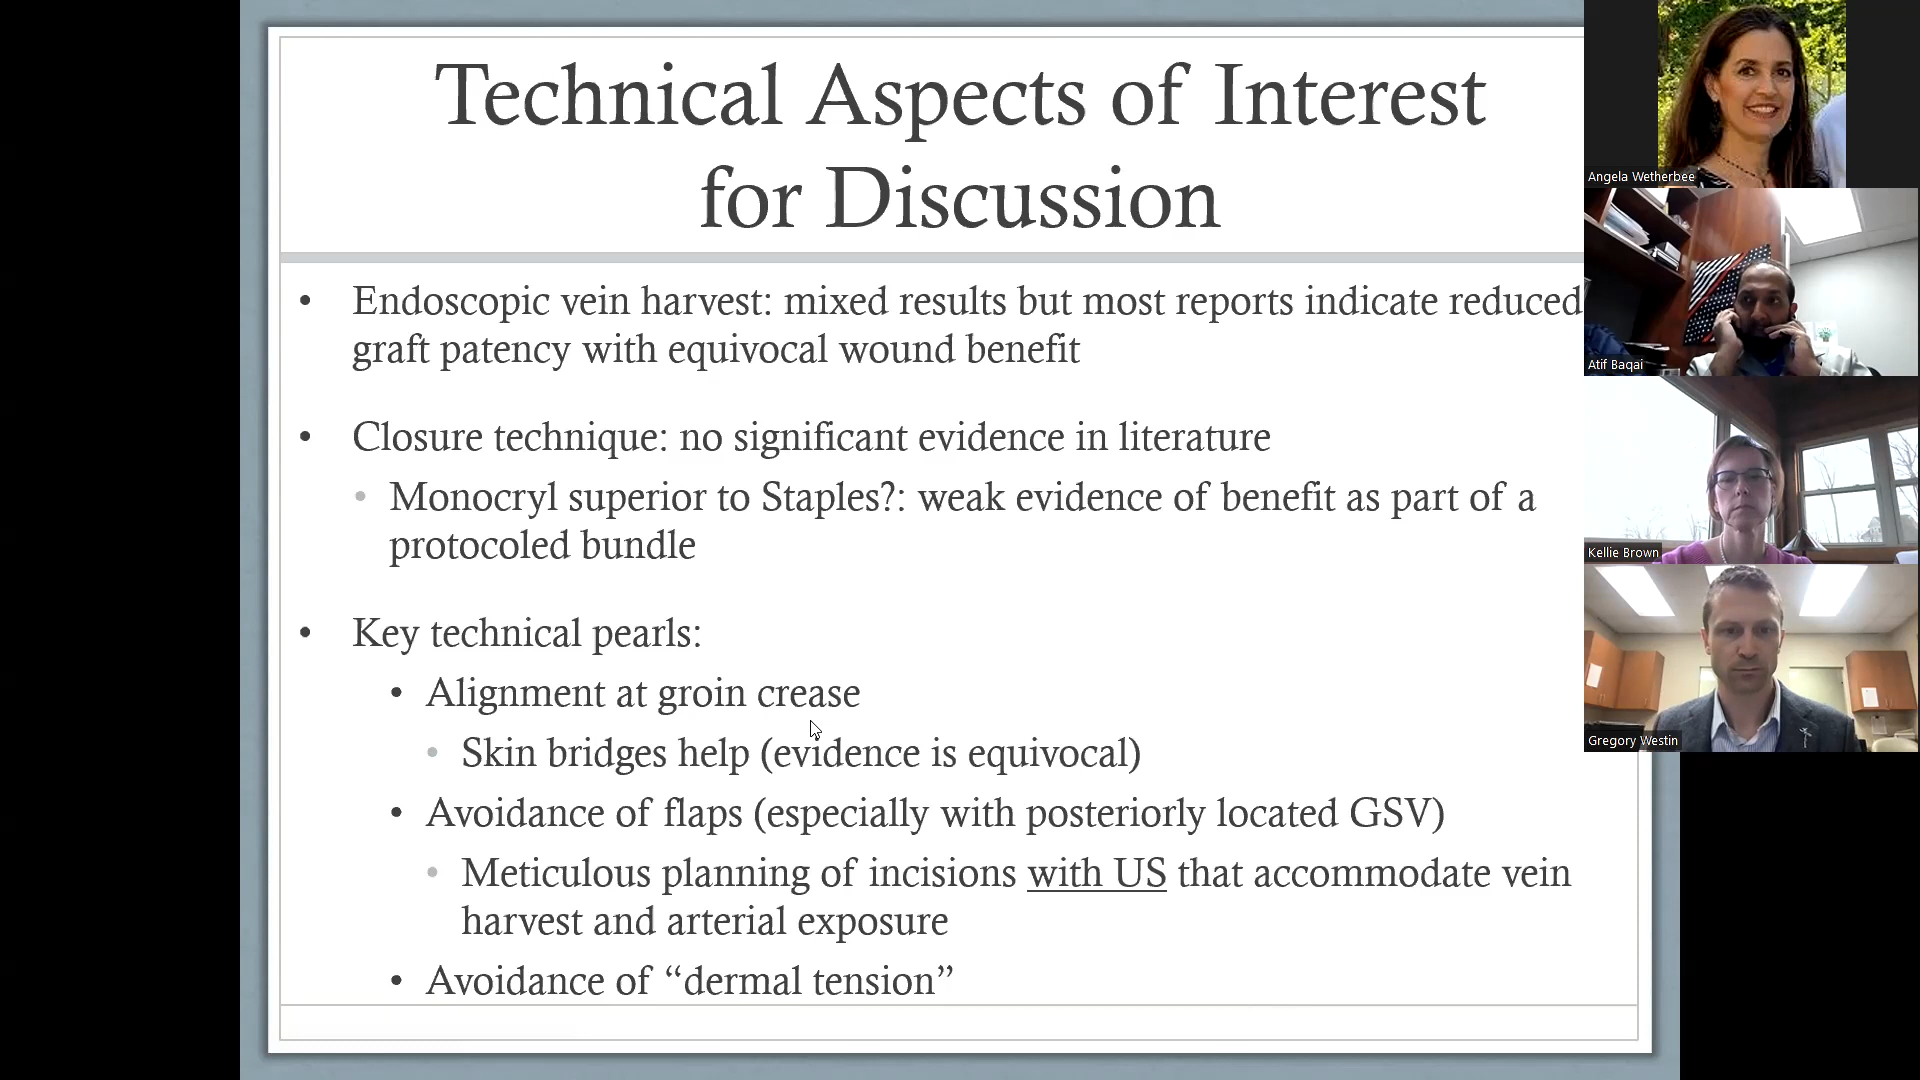 Technical Aspects of Interest
for Discussion
• Endoscopic vein harvest: mixed results but most reports indicate reduced
graft patency with equivocal wound benefit
• Closure technique: no significant evidence in literature
• Monocryl superior to Staples?: weak evidence of benefit as part of a
protocoled bundle
• Key technical pearls:
• Alignment at groin crease
• Skin bridges help (evidence is equivocal)
• Avoidance of flaps (especially with posteriorly located GSV)
• Meticulous planning of incisions with US that accommodate vein
harvest and arterial exposure
• Avoidance of “dermal tension”
Angela Wetherbee
Atif Baqai
Kellie Brown
Gregory Westin